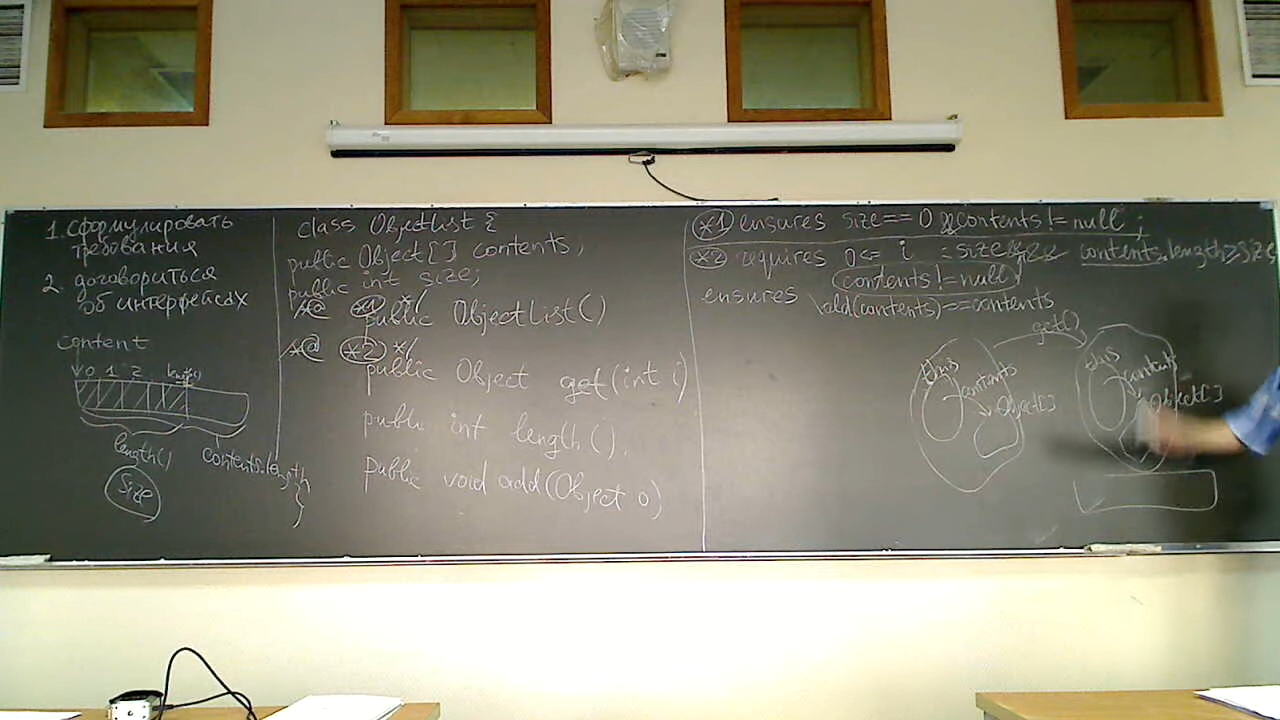 1. сформулировать
требования
2. договориться
об интерфейсах
content
0 1 2
length()
contents.length
size
class ObjectList {
public Object[] contents;
public int size;
/*@ *1 */
public ObjectList()
/*@ *2 */
public Object get(int i)
public int length();
public void add(Object o)
}
*1 ensures size==0 && contents != null;
*2 requires 0<= i size && contents.length>=size
contents != null
ensures \old(contents)==contents
get()
this
contents
Object[]
this
contents
Object[]